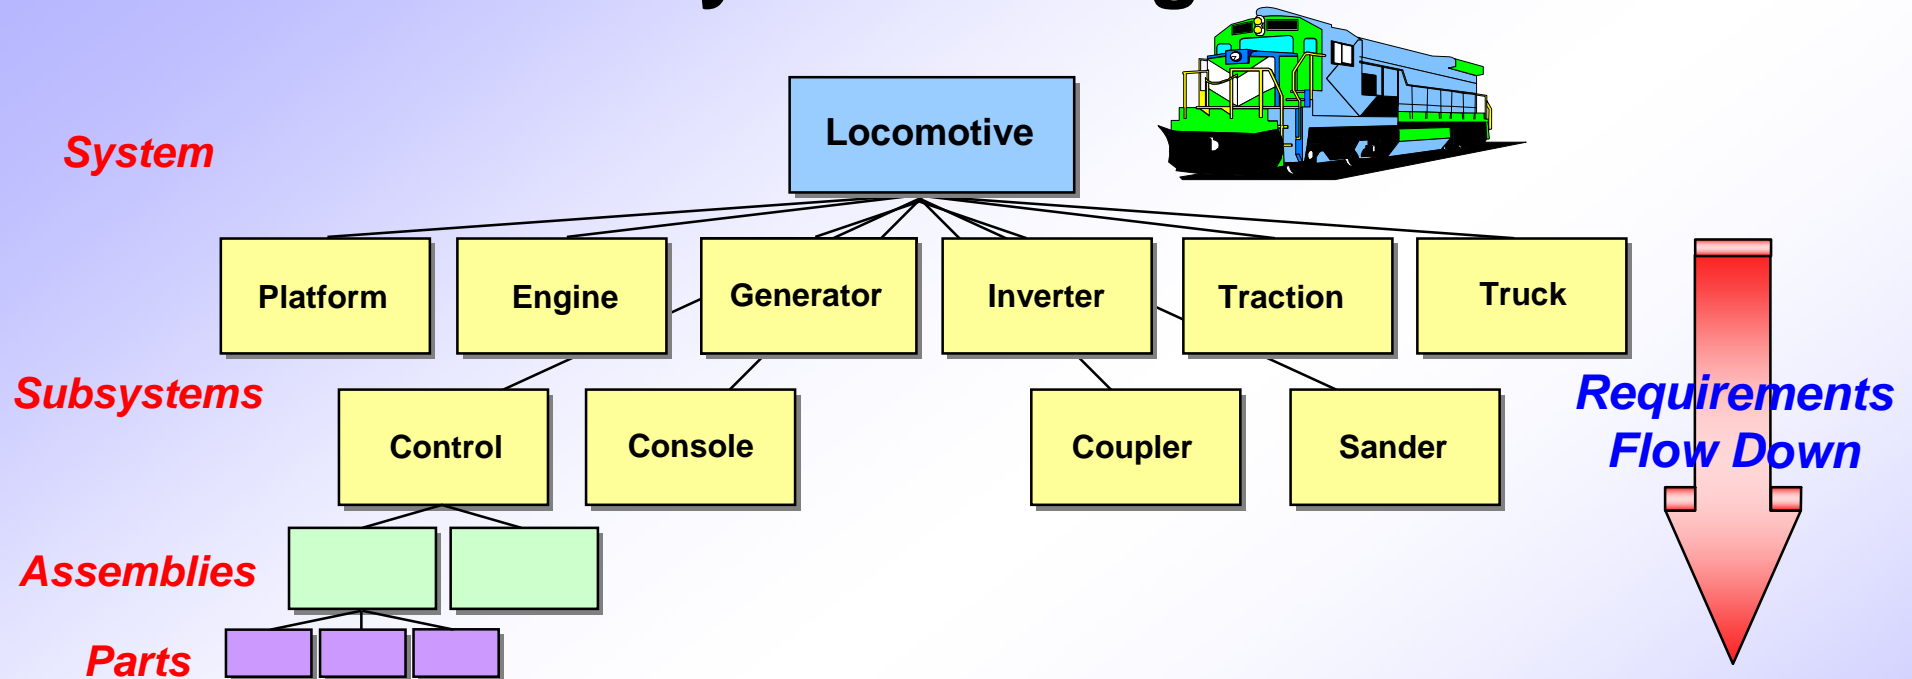 Locomotive
System
Platform
Engine
Generator
Inverter
Traction
Truck
Subsystems
Control
Console
Coupler
Sander
Requirements
Flow Down
Assemblies
Parts